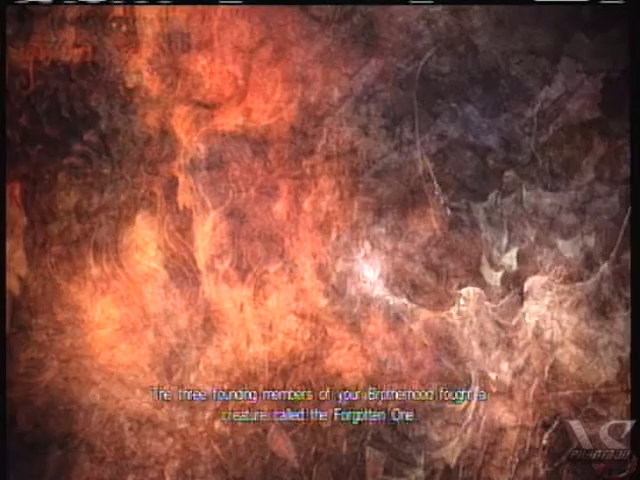 The three founding members of your Brotherhood fought a
creature called the Forgotten One